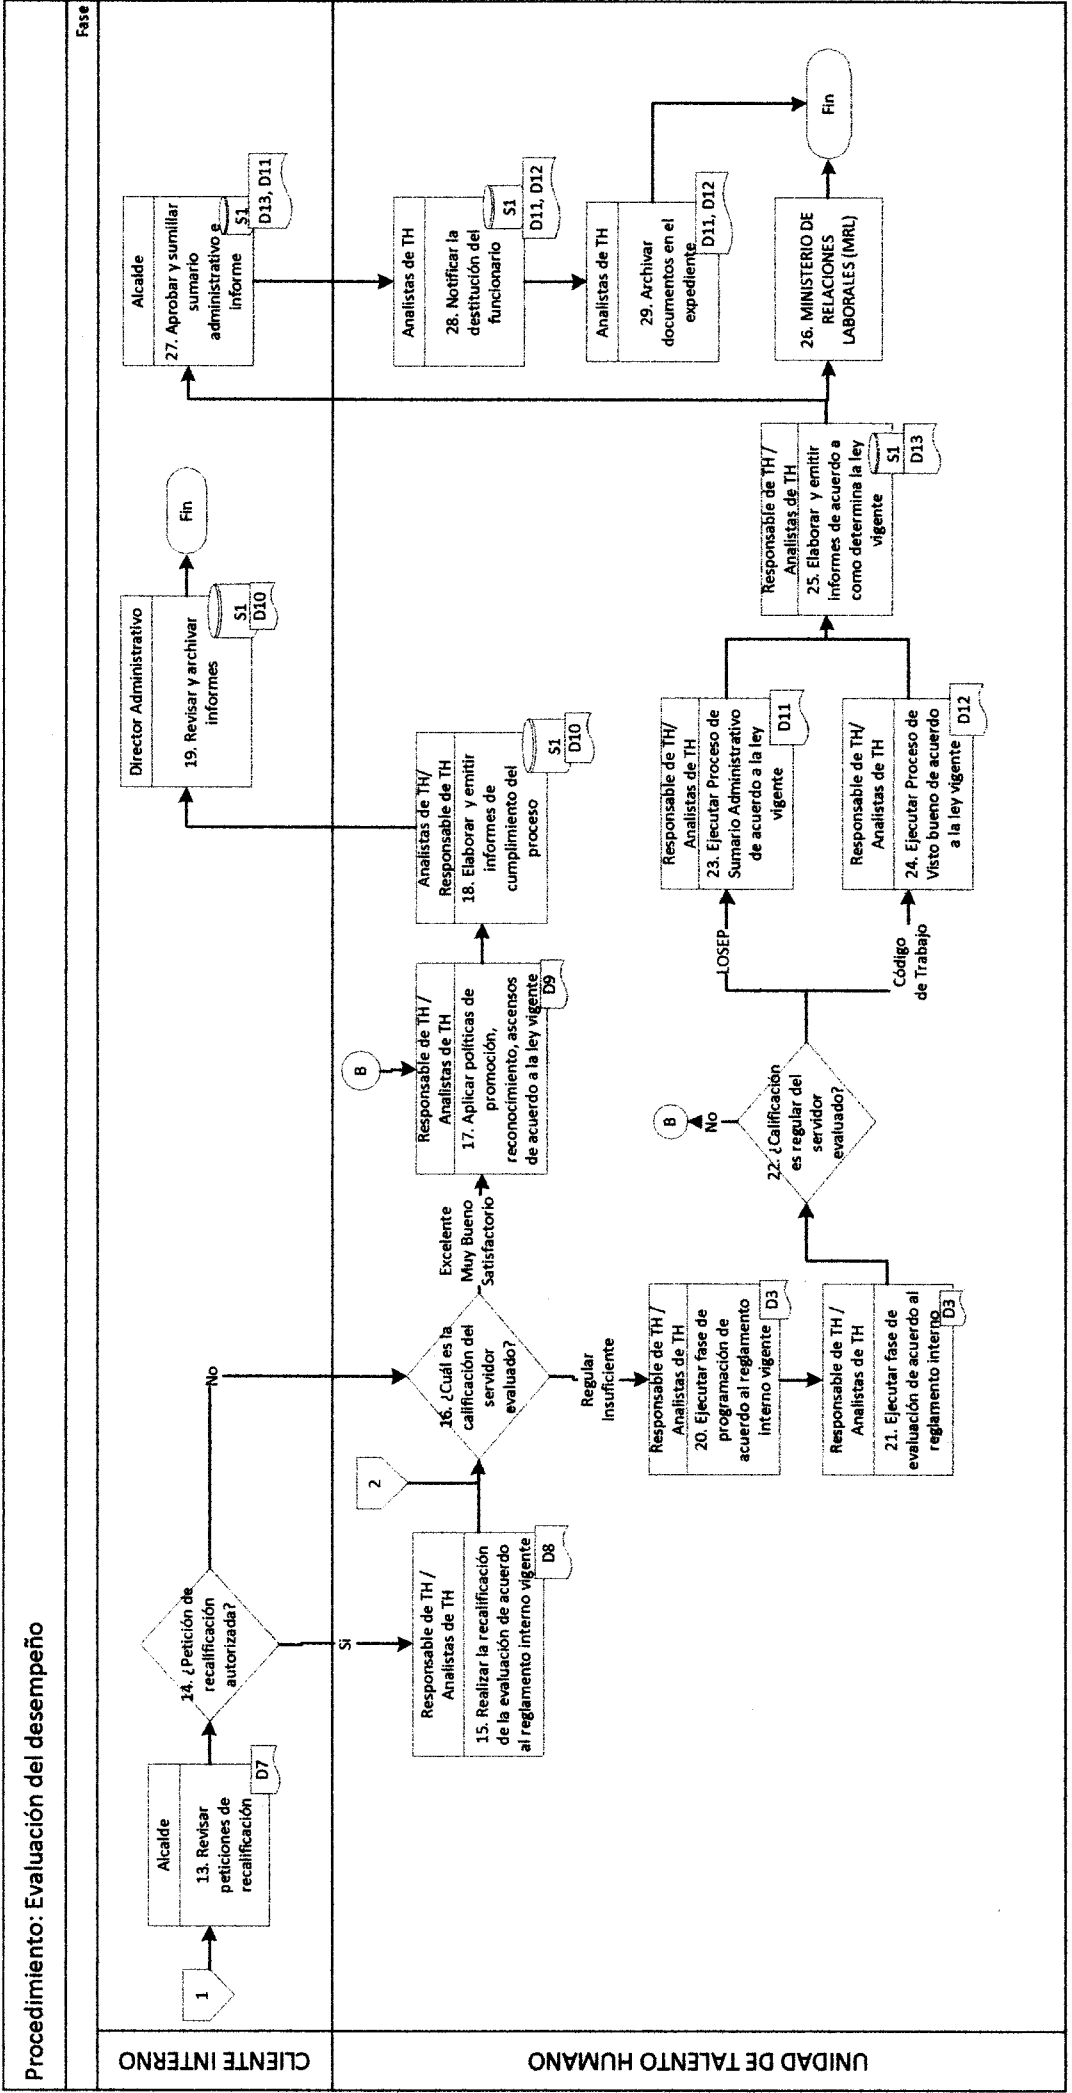 Procedimiento: Evaluación del desempeño
Fase
CLIENTE INTERNO
1
Alcalde
13. Revisar
peticiones de
recalificación
D7
14. ¿Petición de
recalificación
autorizada?
No
Si
Director Administrativo
19. Revisar y archivar
informes
S1
D10
Fin
Alcalde
27. Aprobar y sumillar
sumario
administrativo e
informe
S1
D13, D11
UNIDAD DE TALENTO HUMANO
Responsable de TH /
Analistas de TH
15. Realizar la recalificación
de la evaluación de acuerdo
al reglamento interno vigente
D8
2
16. ¿Cuál es la
calificación del
servidor
evaluado?
Excelente
Muy Bueno
Satisfactorio
Regular
Insuficiente
B
Responsable de TH /
Analistas de TH
17. Aplicar políticas de
promoción,
reconocimiento, ascensos
de acuerdo a la ley vigente
D9
Analistas de TH/
Responsable de TH
18. Elaborar y emitir
informes de
cumplimiento del
proceso
S1
D10
Responsable de TH /
Analistas de TH
20. Ejecutar fase de
programación de
acuerdo al reglamento
interno vigente
D3
Responsable de TH /
Analistas de TH
21. Ejecutar fase de
evaluación de acuerdo al
reglamento interno
D3
22. ¿Calificación
es regular del
servidor
evaluado?
No
B
LOSEP
Código
de Trabajo
Responsable de TH/
Analistas de TH
23. Ejecutar Proceso de
Sumario Administrativo
de acuerdo a la ley
vigente
D11
Responsable de TH/
Analistas de TH
24. Ejecutar Proceso de
Visto bueno de acuerdo
a la ley vigente
D12
Responsable de TH /
Analistas de TH
25. Elaborar y emitir
informes de acuerdo a
como determina la ley
vigente
S1
D13
26. MINISTERIO DE
RELACIONES
LABORALES (MRL)
Analistas de TH
28. Notificar la
destitución del
funcionario
S1
D11, D12
Analistas de TH
29. Archivar
documentos en el
expediente
D11, D12
Fin